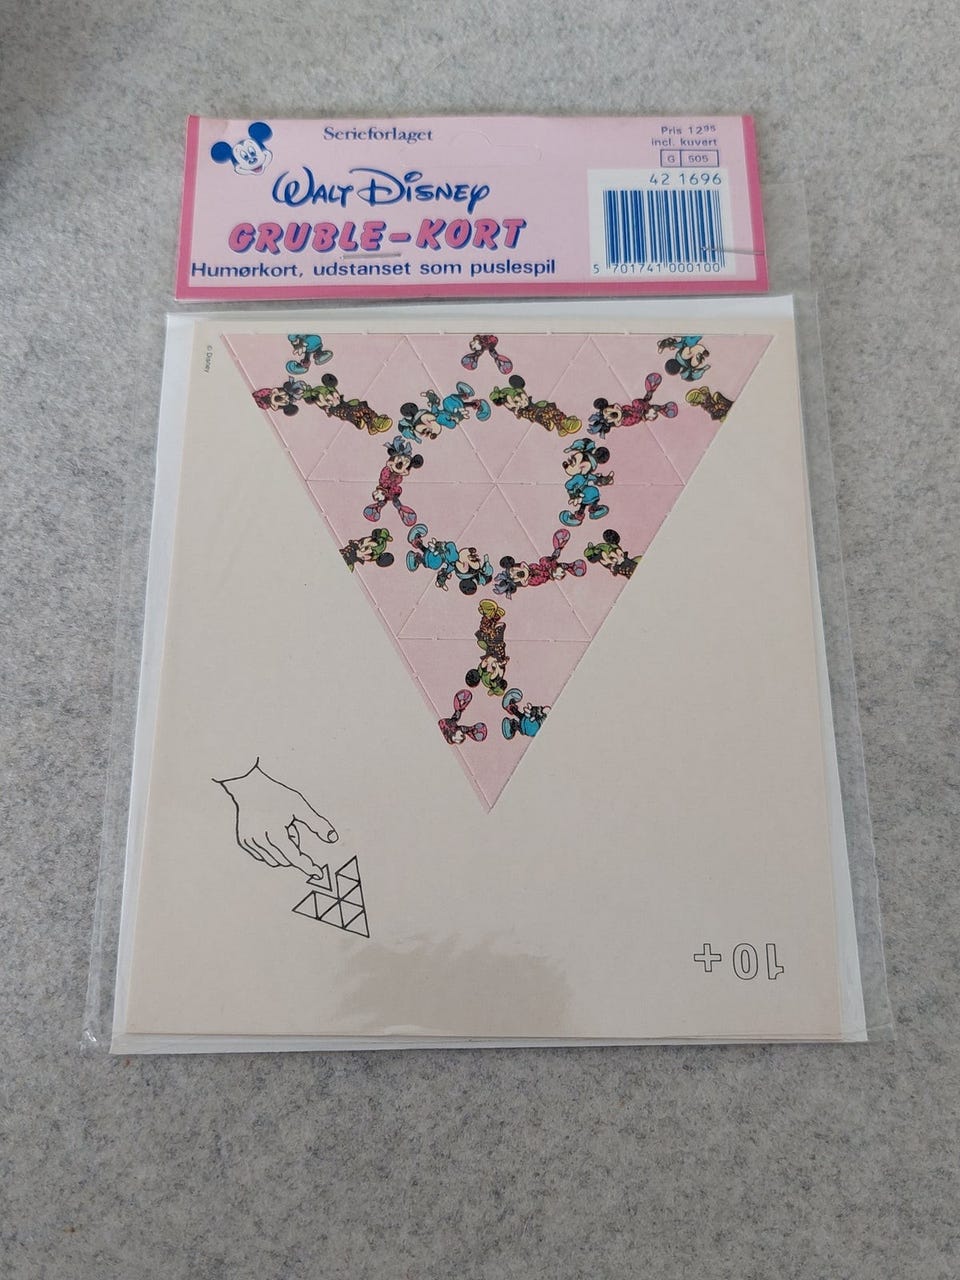 Serieforlaget
WALT DISNEY
GRUBLE-KORT
Humørkort, udstanset som puslespil
Pris 12⁹⁵
incl. kuvert
G 505
42 1696
5 701741 000100
© Disney
10 +